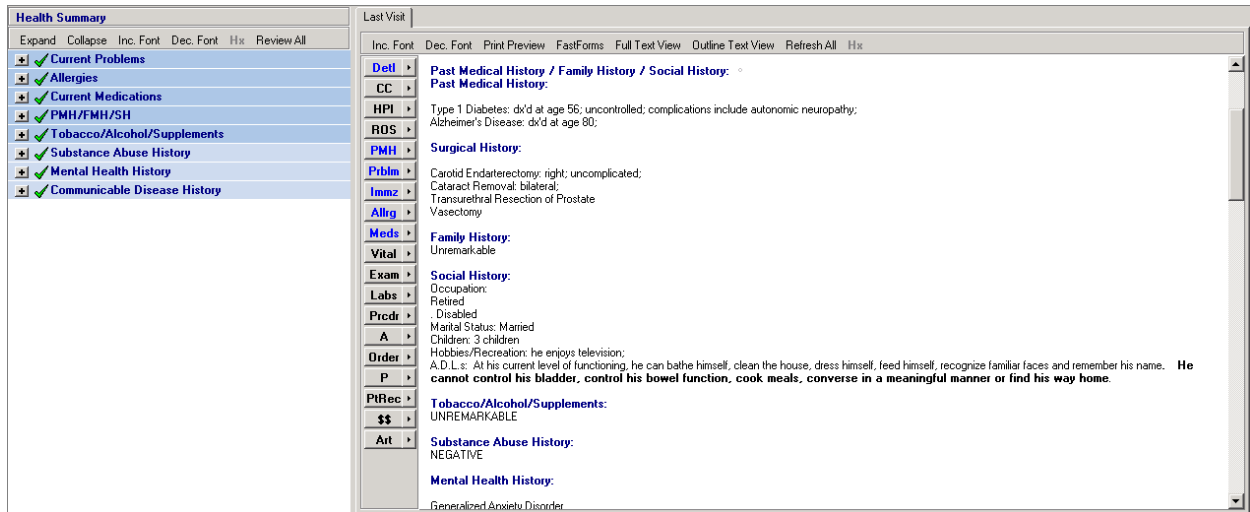 Health Summary
Expand Collapse Inc. Font Dec. Font Hx Review All
Current Problems
Allergies
Current Medications
PMH/FMH/SH
Tobacco/Alcohol/Supplements
Substance Abuse History
Mental Health History
Communicable Disease History
Last Visit
Inc. Font Dec. Font Print Preview FastForms Full Text View Outline Text View Refresh All Hx
Detl
CC
HPI
ROS
PMH
Prblm
Immz
Allrg
Meds
Vital
Exam
Labs
Prcdr
A
Order
P
PtRec
$$
Art
Past Medical History / Family History / Social History:
Past Medical History:
Type 1 Diabetes: dx'd at age 56; uncontrolled; complications include autonomic neuropathy;
Alzheimer's Disease: dx'd at age 80;
Surgical History:
Carotid Endarterectomy: right; uncomplicated;
Cataract Removal: bilateral;
Transurethral Resection of Prostate
Vasectomy
Family History:
Unremarkable
Social History:
Occupation:
Retired
. Disabled
Marital Status: Married
Children: 3 children
Hobbies/Recreation: he enjoys television;
A.D.L.s: At his current level of functioning, he can bathe himself, clean the house, dress himself, feed himself, recognize familiar faces and remember his name. He
cannot control his bladder, control his bowel function, cook meals, converse in a meaningful manner or find his way home.
Tobacco/Alcohol/Supplements:
UNREMARKABLE
Substance Abuse History:
NEGATIVE
Mental Health History:
Generalized Anxiety Disorder